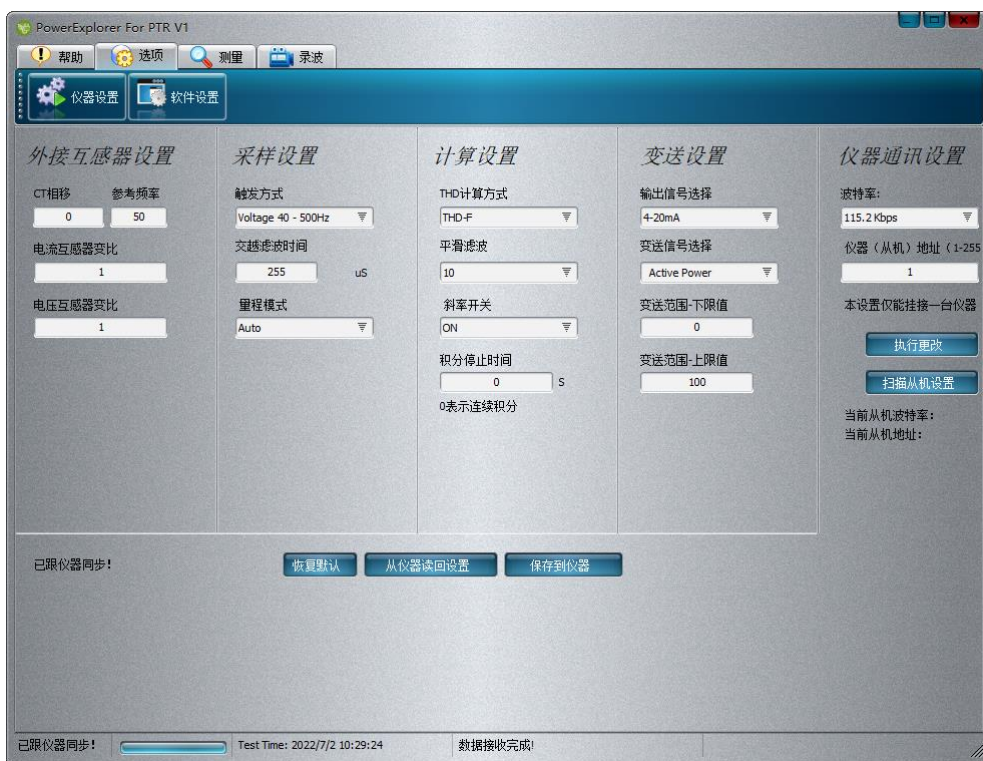 PowerExplorer For PTR V1
帮助 选项 测量 录波
仪器设置 软件设置
外接互感器设置
CT相移 参考频率
0 50
电流互感器变比
1
电压互感器变比
1
采样设置
触发方式
Voltage 40 - 500Hz
交越滤波时间
255 uS
量程模式
Auto
计算设置
THD计算方式
THD-F
平滑滤波
10
斜率开关
ON
积分停止时间
0 S
0表示连续积分
变送设置
输出信号选择
4-20mA
变送信号选择
Active Power
变送范围-下限值
0
变送范围-上限值
100
仪器通讯设置
波特率:
115.2 Kbps
仪器（从机）地址（1-255
1
本设置仅能挂接一台仪器
执行更改
扫描从机设置
当前从机波特率:
当前从机地址:
已跟仪器同步!
恢复默认 从仪器读回设置 保存到仪器
已跟仪器同步! Test Time: 2022/7/2 10:29:24 数据接收完成!